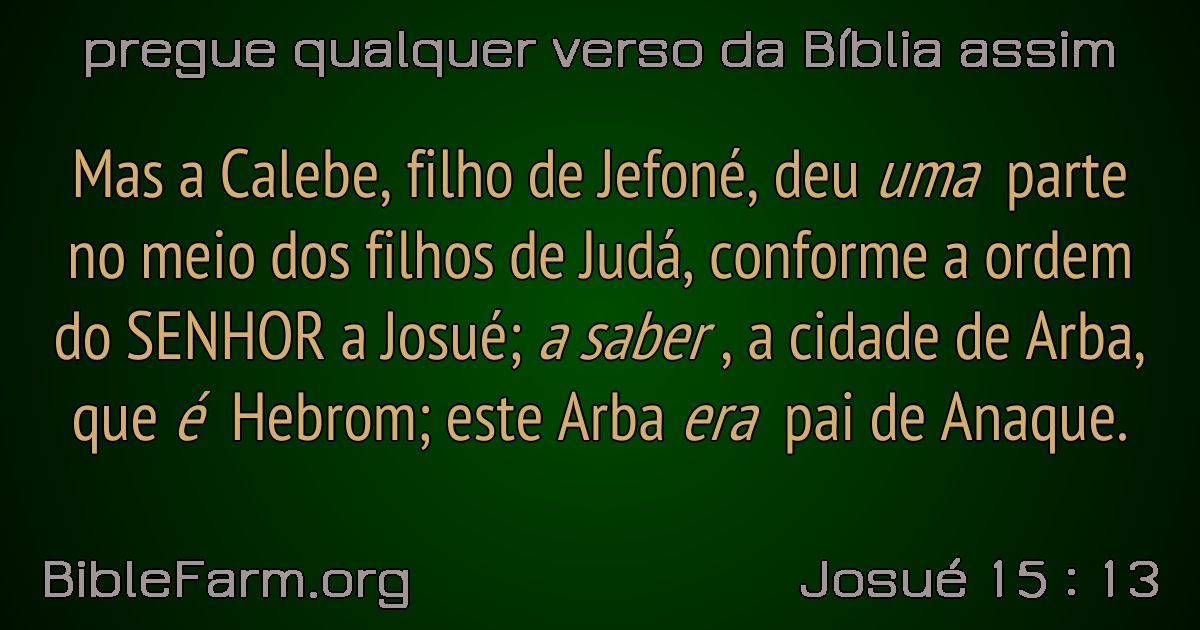 pregue qualquer verso da Bíblia assim
Mas a Calebe, filho de Jefoné, deu uma parte
no meio dos filhos de Judá, conforme a ordem
do SENHOR a Josué; a saber , a cidade de Arba,
que é Hebrom; este Arba era pai de Anaque.
BibleFarm.org
Josué 15 : 13